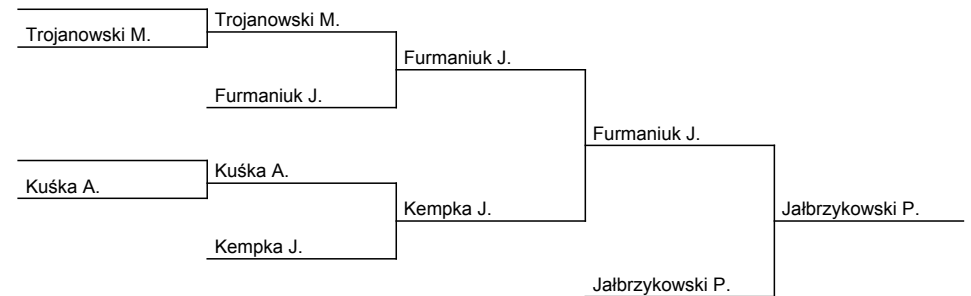 Trojanowski M.
Trojanowski M.
Furmaniuk J.
Furmaniuk J.
Furmaniuk J.
Kuśka A.
Kuśka A.
Kempka J.
Kempka J.
Jałbrzykowski P.
Jałbrzykowski P.